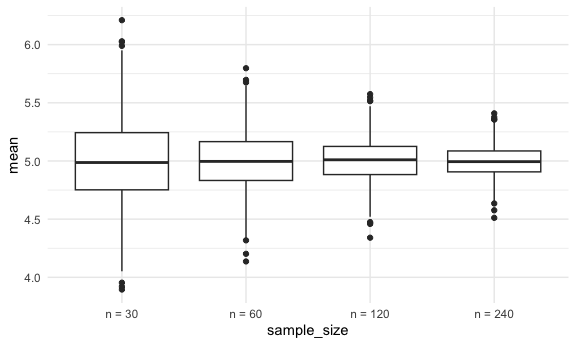 6.0
5.5
5.0
4.5
4.0
mean
n = 30 n = 60 n = 120 n = 240
sample_size